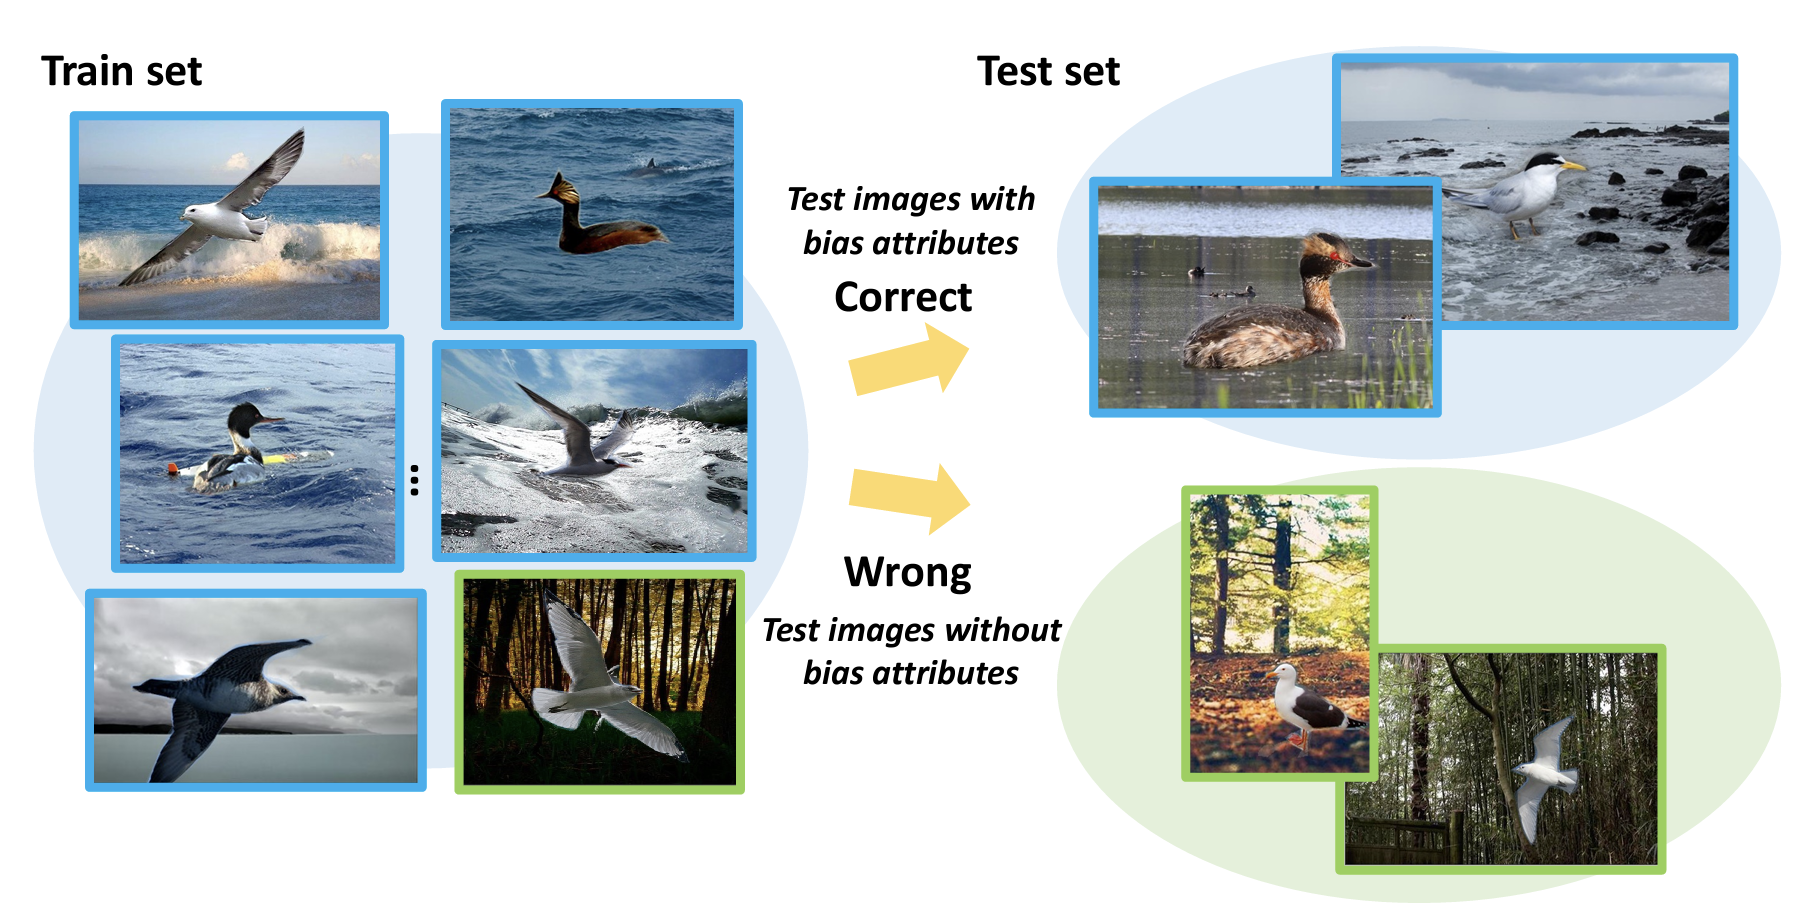 Train set
Test set
Test images with
bias attributes
Correct
Wrong
Test images without
bias attributes